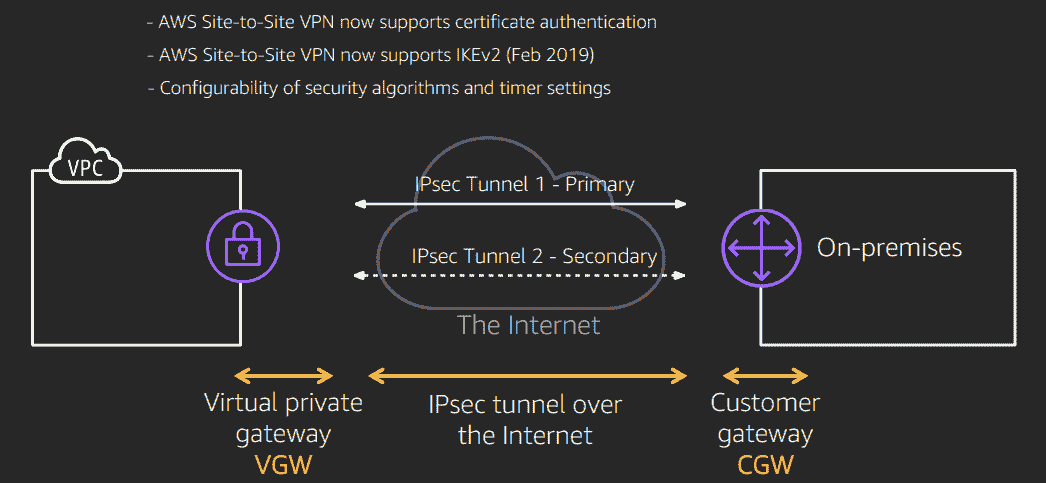 - AWS Site-to-Site VPN now supports certificate authentication
- AWS Site-to-Site VPN now supports IKEv2 (Feb 2019)
- Configurability of security algorithms and timer settings
VPC
IPsec Tunnel 1 - Primary
IPsec Tunnel 2 - Secondary
On-premises
The Internet
Virtual private
gateway
VGW
IPsec tunnel over
the Internet
Customer
gateway
CGW